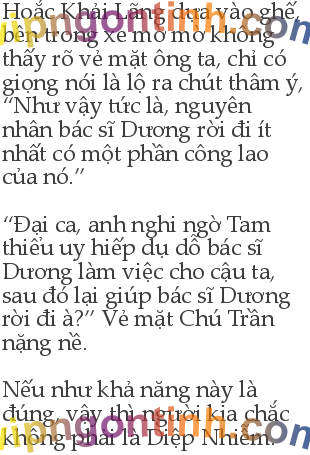 Hoắc Khải Lãng dựa vào ghế,
bên trong xe mờ mờ không
thấy rõ vẻ mặt ông ta, chỉ có
giọng nói là lộ ra chút thâm ý,
“Như vậy tức là, nguyên
nhân bác sĩ Dương rời đi ít
nhất có một phần công lao
của nó.”
“Đại ca, anh nghi ngờ Tam
thiểu uy hiếp dụ dỗ bác sĩ
Dương làm việc cho cậu ta,
sau đó lại giúp bác sĩ Dương
rời đi à?” Vẻ mặt Chú Trần
nặng nề.
Nếu như khả năng này là
đúng, vậy thì người kia chắc
không phải là Diệp Nhiễm.
vipngontinh.com
vipngontinh.com